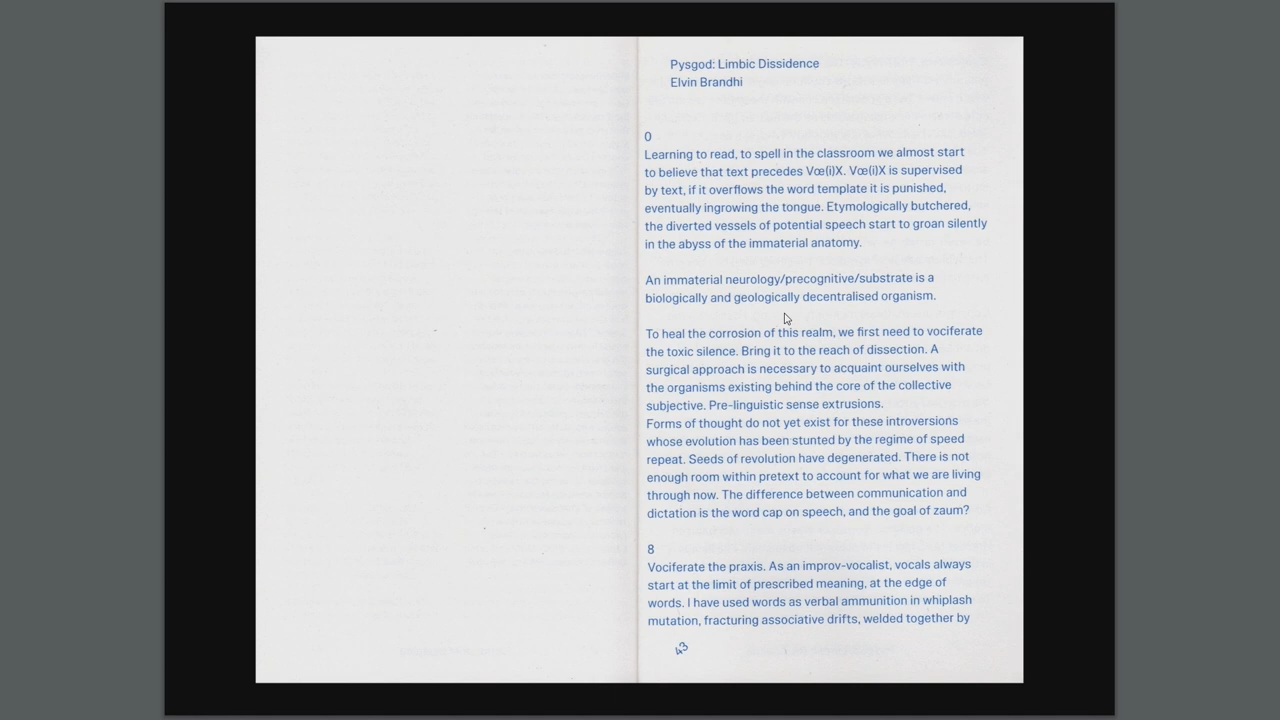 Pysgod: Limbic Dissidence
Elvin Brandhi
0
Learning to read, to spell in the classroom we almost start
to believe that text precedes Vœ(i)X. Vœ(i)X is supervised
by text, if it overflows the word template it is punished,
eventually ingrowing the tongue. Etymologically butchered,
the diverted vessels of potential speech start to groan silently
in the abyss of the immaterial anatomy.
An immaterial neurology/precognitive/substrate is a
biologically and geologically decentralised organism.
To heal the corrosion of this realm, we first need to vociferate
the toxic silence. Bring it to the reach of dissection. A
surgical approach is necessary to acquaint ourselves with
the organisms existing behind the core of the collective
subjective. Pre-linguistic sense extrusions.
Forms of thought do not yet exist for these introversions
whose evolution has been stunted by the regime of speed
repeat. Seeds of revolution have degenerated. There is not
enough room within pretext to account for what we are living
through now. The difference between communication and
dictation is the word cap on speech, and the goal of zaum?
8
Vociferate the praxis. As an improv-vocalist, vocals always
start at the limit of prescribed meaning, at the edge of
words. I have used words as verbal ammunition in whiplash
mutation, fracturing associative drifts, welded together by
43